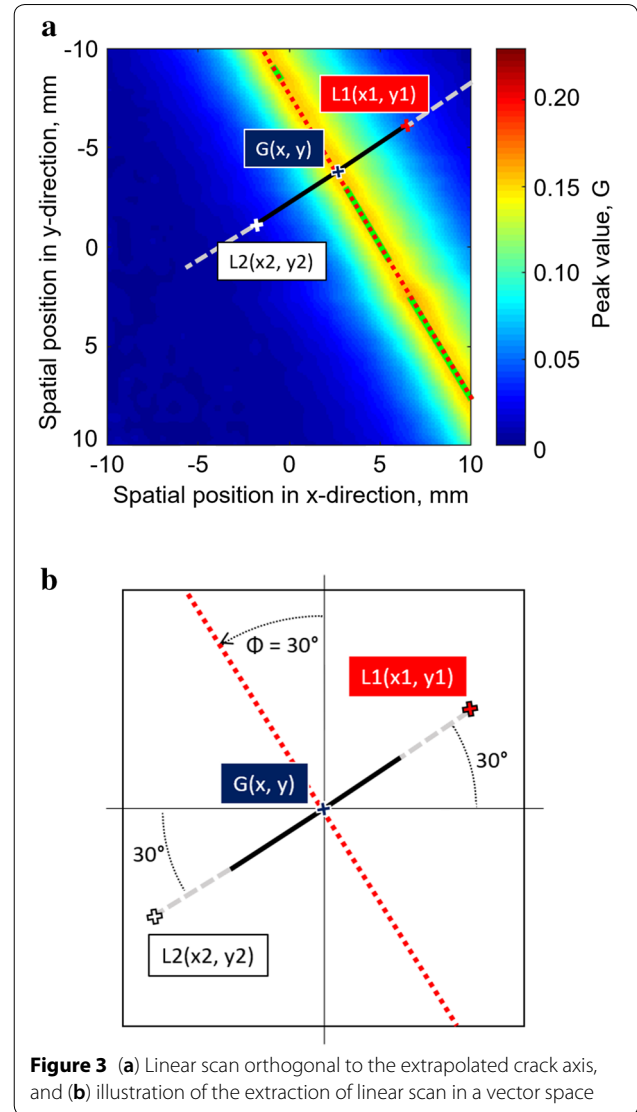 a
-10
-5
0
5
10
Spatial position in y-direction, mm
L1(x1, y1)
G(x, y)
L2(x2, y2)
-10
-5
0
5
10
Spatial position in x-direction, mm
0.20
0.15
0.10
0.05
0
Peak value, G
b
Φ = 30°
L1(x1, y1)
30°
G(x, y)
30°
L2(x2, y2)
Figure 3 (a) Linear scan orthogonal to the extrapolated crack axis,
and (b) illustration of the extraction of linear scan in a vector space